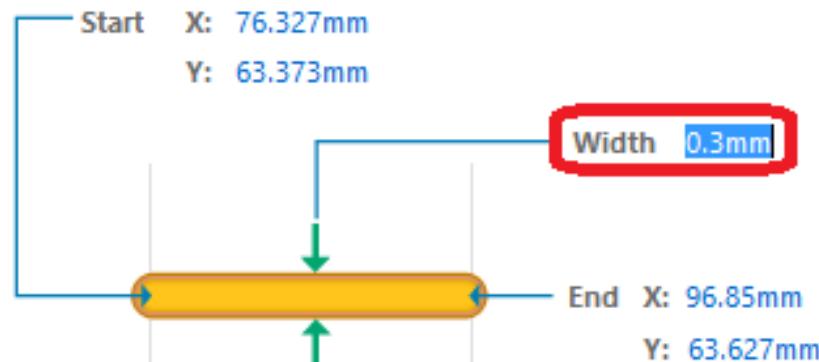 Start X: 76.327mm
Y: 63.373mm
Width 0.3mm
End X: 96.85mm
Y: 63.627mm